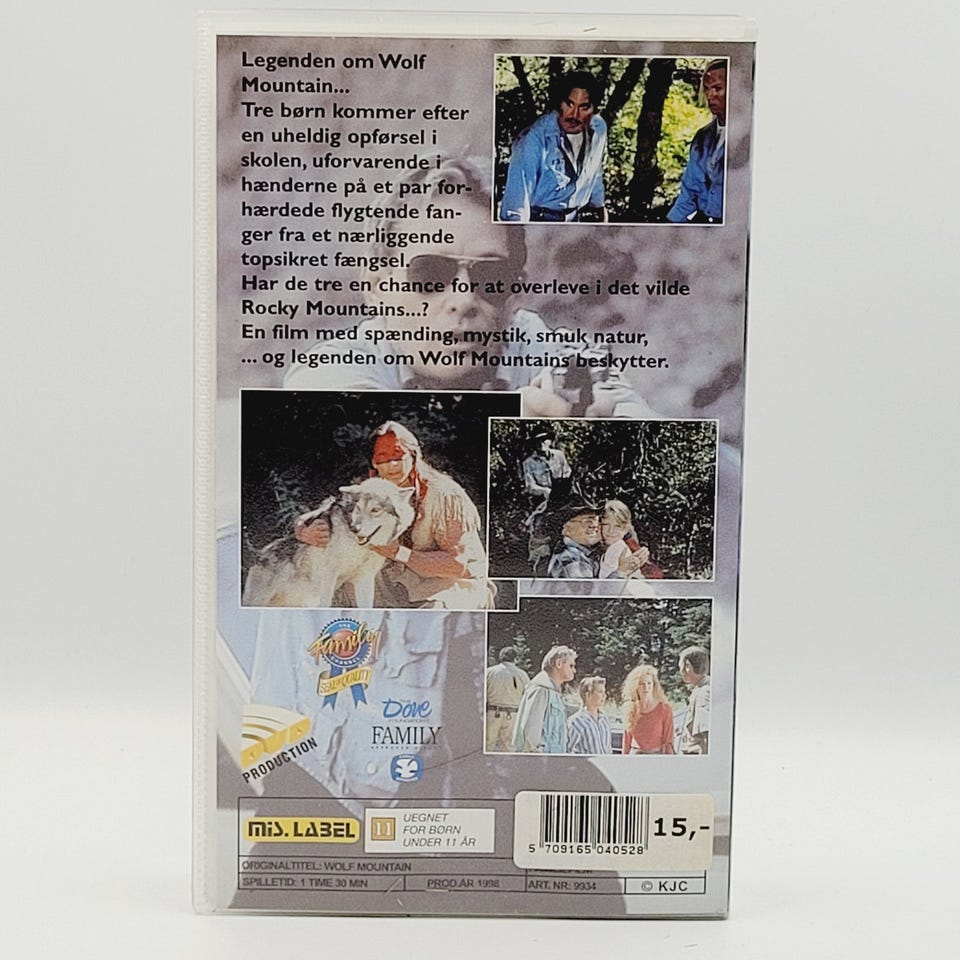 Legenden om Wolf
Mountain...
Tre børn kommer efter
en uheldig opførsel i
skolen, uforvarende i
hænderne på et par for-
hærdede flygtende fan-
ger fra et nærliggende
topsikret fængsel.
Har de tre en chance for at overleve i det vilde
Rocky Mountains...?
En film med spænding, mystik, smuk natur,
... og legenden om Wolf Mountains beskytter.
THE
Family
CHANNEL
SEAL OF QUALITY
Dove
FOUNDATION
FAMILY
APPROVED
PRODUCTION
MIS. LABEL
11
UEGNET
FOR BØRN
UNDER 11 ÅR
5 709165 040528
15,-
ORIGINALTITEL: WOLF MOUNTAIN
SPILLETID: 1 TIME 30 MIN
PROD.ÅR 1998
ART. NR: 9934
© KJC